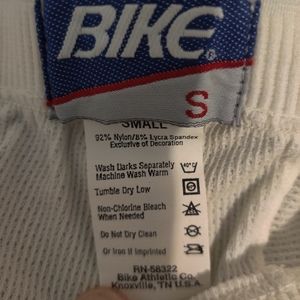 BIKE®
S
SMALL
92% Nylon/8% Lycra Spandex
Exclusive of Decoration
Wash Darks Separately
Machine Wash Warm
Tumble Dry Low
Non-Chlorine Bleach
When Needed
Do Not Dry Clean
Or Iron If Imprinted
RN-58322
Bike Athletic Co.
Knoxville, TN U.S.A.